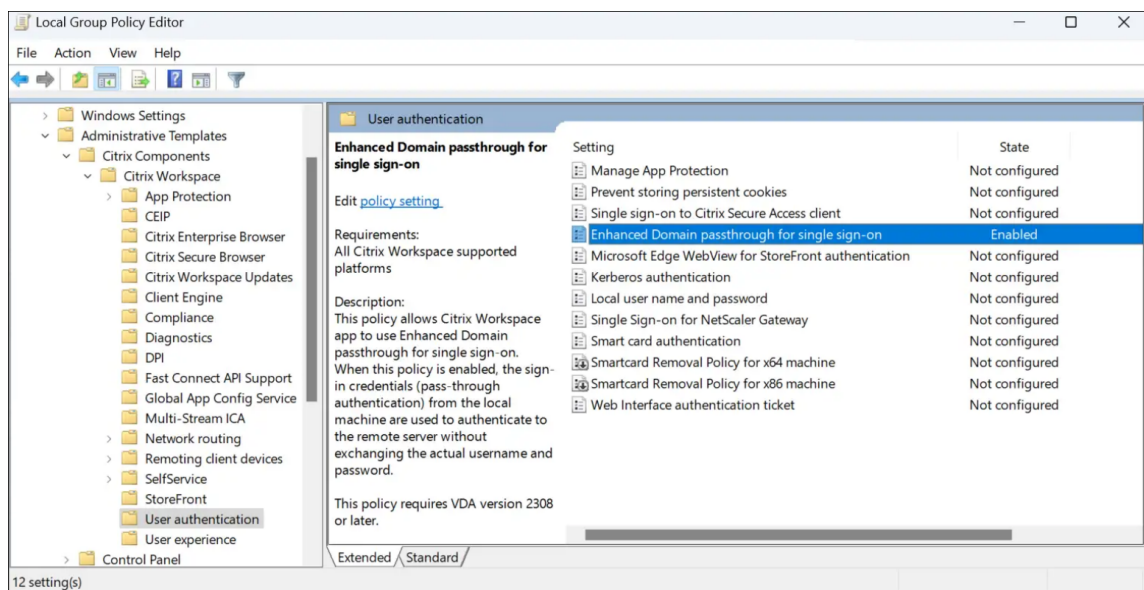 Local Group Policy Editor
File Action View Help
Windows Settings
Administrative Templates
Citrix Components
Citrix Workspace
App Protection
CEIP
Citrix Enterprise Browser
Citrix Secure Browser
Citrix Workspace Updates
Client Engine
Compliance
Diagnostics
DPI
Fast Connect API Support
Global App Config Service
Multi-Stream ICA
Network routing
Remoting client devices
SelfService
StoreFront
User authentication
User experience
Control Panel
User authentication
Enhanced Domain passthrough for
single sign-on
Edit policy setting
Requirements:
All Citrix Workspace supported
platforms
Description:
This policy allows Citrix Workspace
app to use Enhanced Domain
passthrough for single sign-on.
When this policy is enabled, the sign-
in credentials (pass-through
authentication) from the local
machine are used to authenticate to
the remote server without
exchanging the actual username and
password.
This policy requires VDA version 2308
or later.
Setting State
Manage App Protection Not configured
Prevent storing persistent cookies Not configured
Single sign-on to Citrix Secure Access client Not configured
Enhanced Domain passthrough for single sign-on Enabled
Microsoft Edge WebView for StoreFront authentication Not configured
Kerberos authentication Not configured
Local user name and password Not configured
Single Sign-on for NetScaler Gateway Not configured
Smart card authentication Not configured
Smartcard Removal Policy for x64 machine Not configured
Smartcard Removal Policy for x86 machine Not configured
Web Interface authentication ticket Not configured
Extended Standard
12 setting(s)